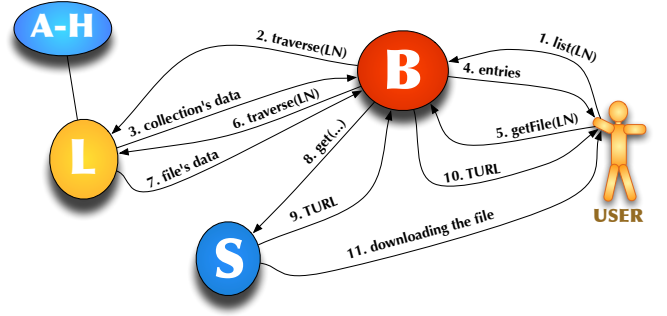 A-H
B
L
S
1. list(LN)
2. traverse(LN)
3. collection's data
4. entries
5. getFile(LN)
6. traverse(LN)
7. file's data
8. get(...)
9. TURL
10. TURL
11. downloading the file
USER